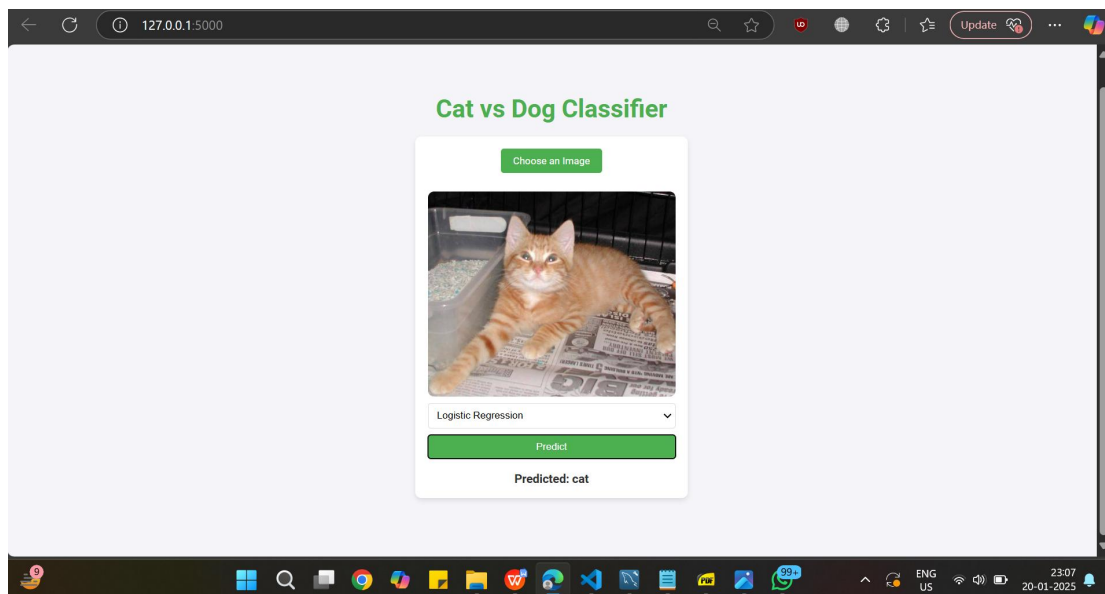 127.0.0.1:5000
Update
Cat vs Dog Classifier
Choose an Image
BIG
Logistic Regression
Predict
Predicted: cat
9
99+
PDF
ENG
US
23:07
20-01-2025